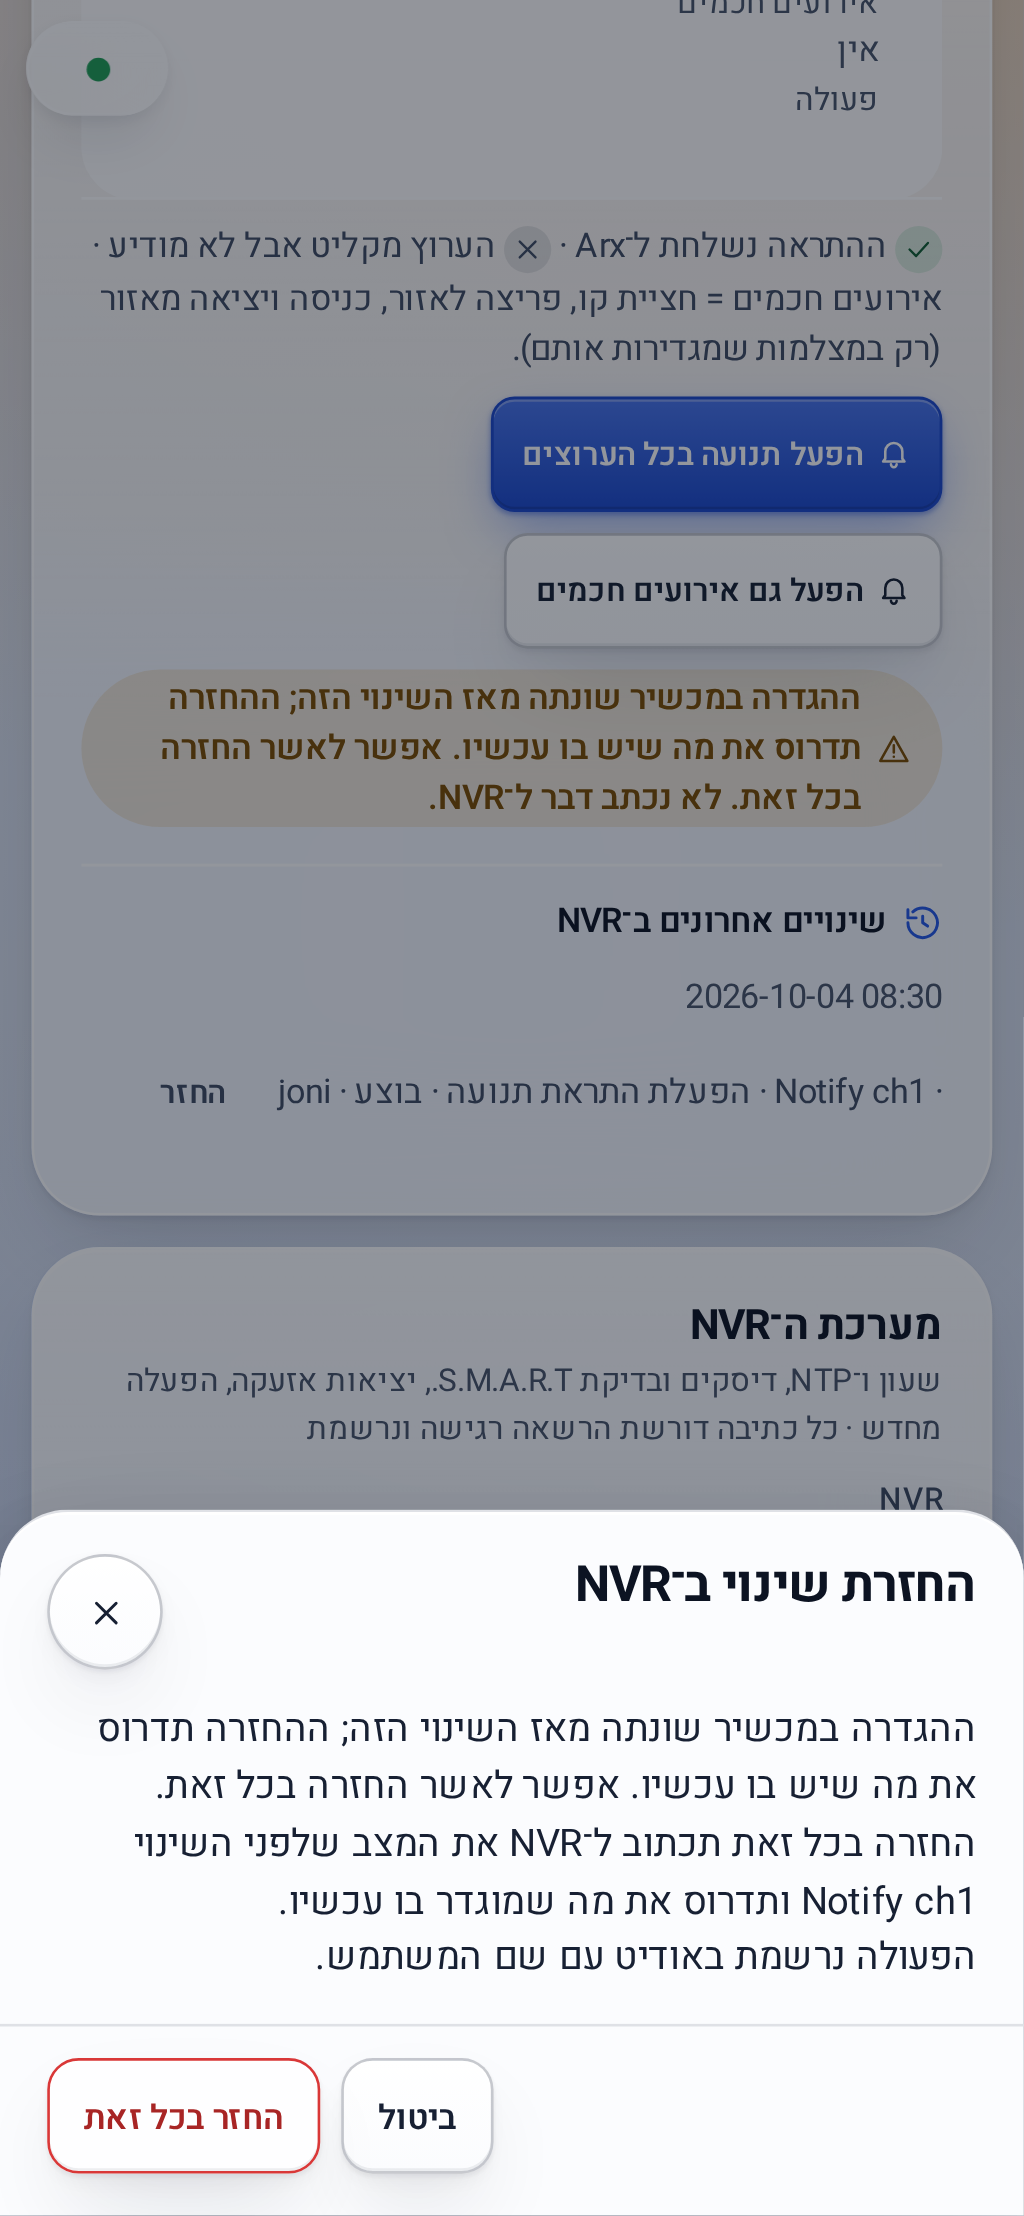 אירועים חכמים
אין
פעולה
ההתראה נשלחת ל־Arx · הערוץ מקליט אבל לא מודיע ·
אירועים חכמים = חציית קו, פריצה לאזור, כניסה ויציאה מאזור
(רק במצלמות שמגדירות אותם).
הפעל תנועה בכל הערוצים
הפעל גם אירועים חכמים
ההגדרה במכשיר שונתה מאז השינוי הזה; ההחזרה
תדרוס את מה שיש בו עכשיו. אפשר לאשר החזרה
בכל זאת. לא נכתב דבר ל־NVR.
שינויים אחרונים ב־NVR
2026-10-04 08:30
· Notify ch1 · הפעלת התראת תנועה · בוצע · joni החזר
מערכת ה־NVR
שעון ו־NTP, דיסקים ובדיקת S.M.A.R.T., יציאות אזעקה, הפעלה
מחדש · כל כתיבה דורשת הרשאה רגישה ונרשמת
NVR
החזרת שינוי ב־NVR
ההגדרה במכשיר שונתה מאז השינוי הזה; ההחזרה תדרוס
את מה שיש בו עכשיו. אפשר לאשר החזרה בכל זאת.
החזרה בכל זאת תכתוב ל־NVR את המצב שלפני השינוי
Notify ch1 ותדרוס את מה שמוגדר בו עכשיו.
הפעולה נרשמת באודיט עם שם המשתמש.
ביטול
החזר בכל זאת